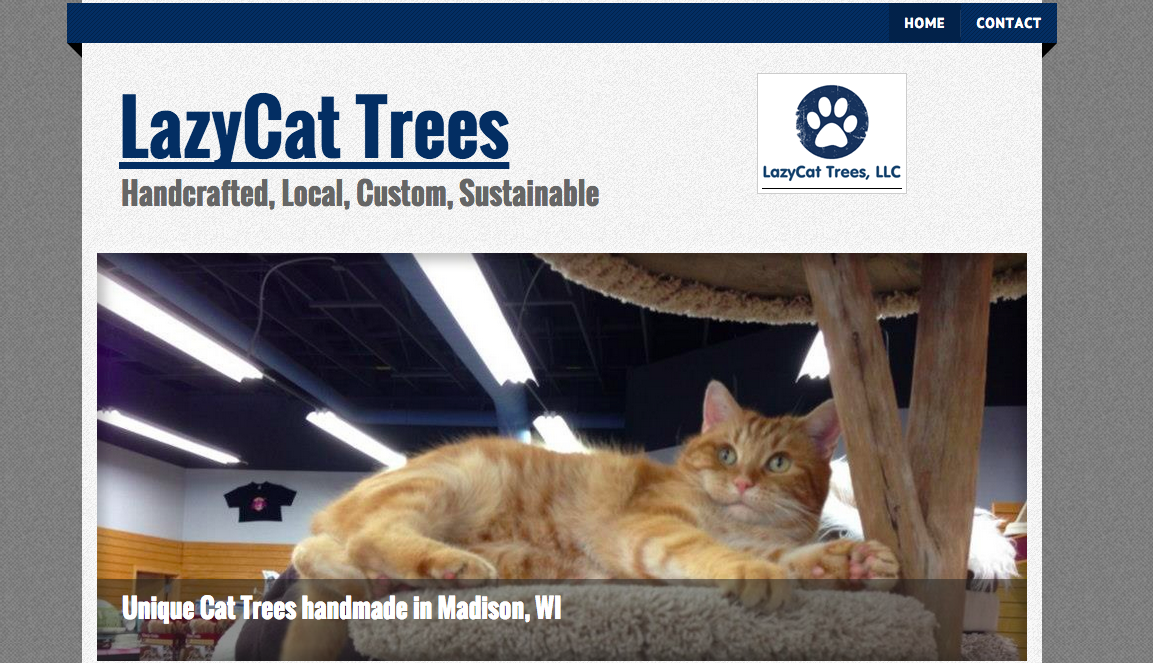 HOME CONTACT
LazyCat Trees
LazyCat Trees, LLC
Handcrafted, Local, Custom, Sustainable
Unique Cat Trees handmade in Madison, WI